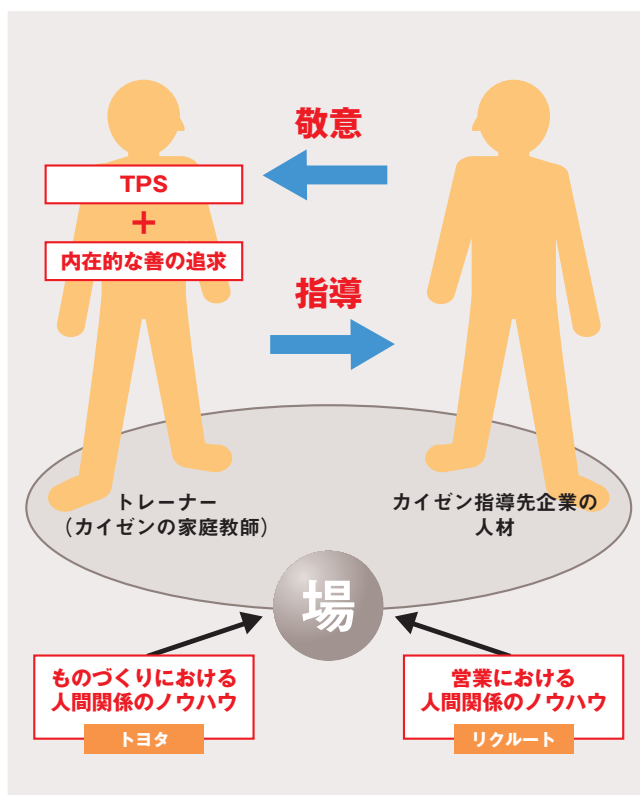 敬意
TPS
+
内在的な善の追求
指導
トレーナー
（カイゼンの家庭教師）
カイゼン指導先企業の
人材
場
ものづくりにおける
人間関係のノウハウ
トヨタ
営業における
人間関係のノウハウ
リクルート